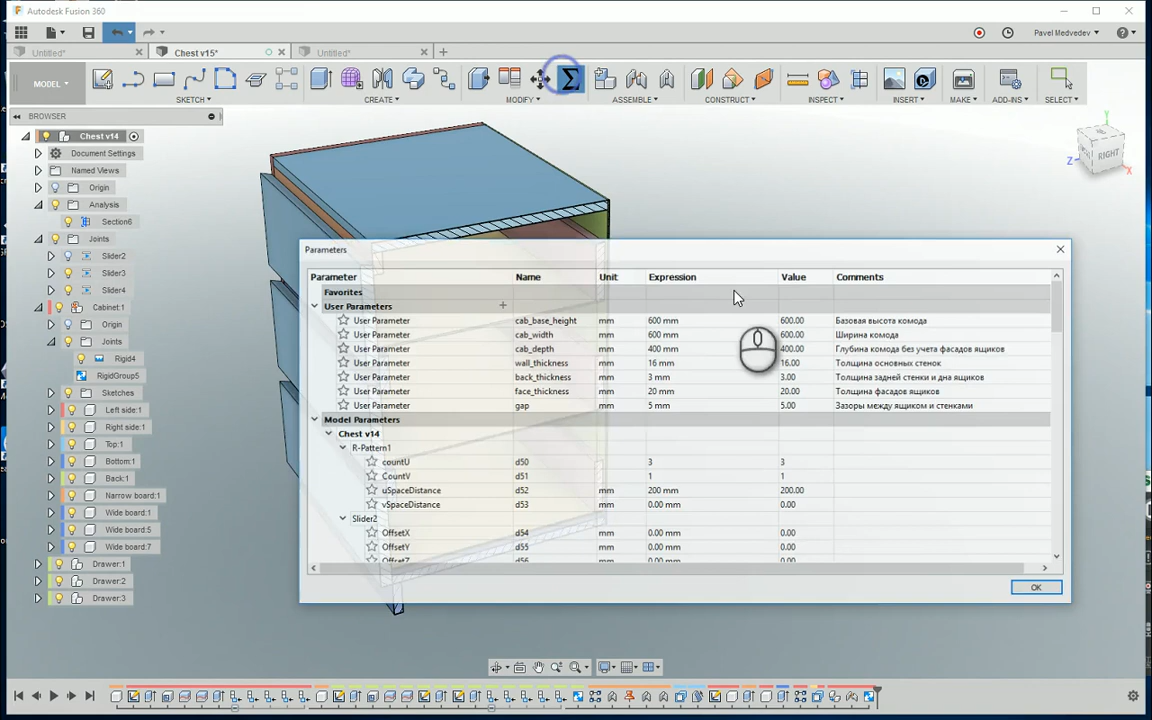 Autodesk Fusion 360
Pavel Medvedev
Untitled*
Chest v15*
Untitled*
MODEL
SKETCH
CREATE
MODIFY
ASSEMBLE
CONSTRUCT
INSPECT
INSERT
MAKE
ADD-INS
SELECT
BROWSER
Chest v14
Document Settings
Named Views
Origin
Analysis
Section6
Joints
Slider2
Slider3
Slider4
Cabinet:1
Origin
Joints
Rigid4
RigidGroup5
Sketches
Left side:1
Right side:1
Top:1
Bottom:1
Back:1
Narrow board:1
Wide board:1
Wide board:5
Wide board:7
Drawer:1
Drawer:2
Drawer:3
Y
Z
X
RIGHT
Parameters
Parameter Name Unit Expression Value Comments
Favorites
User Parameters
User Parameter cab_base_height mm 600 mm 600.00 Базовая высота комода
User Parameter cab_width mm 600 mm 600.00 Ширина комода
User Parameter cab_depth mm 400 mm 400.00 Глубина комода без учета фасадов ящиков
User Parameter wall_thickness mm 16 mm 16.00 Толщина основных стенок
User Parameter back_thickness mm 3 mm 3.00 Толщина задней стенки и дна ящиков
User Parameter face_thickness mm 20 mm 20.00 Толщина фасадов ящиков
User Parameter gap mm 5 mm 5.00 Зазоры между ящиком и стенками
Model Parameters
Chest v14
R-Pattern1
countU d50 3 3
CountV d51 1 1
uSpaceDistance d52 mm 200 mm 200.00
vSpaceDistance d53 mm 0.00 mm 0.00
Slider2
OffsetX d54 mm 0.00 mm 0.00
OffsetY d55 mm 0.00 mm 0.00
OffsetZ d56 mm 0.00 mm 0.00
OK